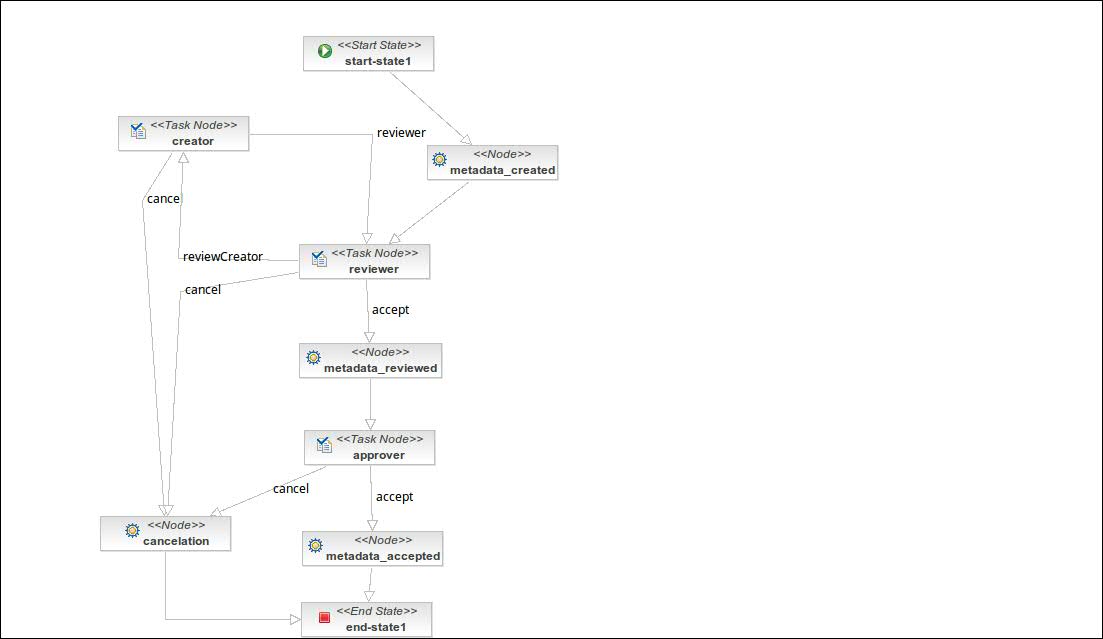 <<Start State>>
start-state1
<<Task Node>>
creator
reviewer
<<Node>>
metadata_created
cancel
<<Task Node>>
reviewer
reviewCreator
cancel
accept
<<Node>>
metadata_reviewed
<<Task Node>>
approver
cancel
accept
<<Node>>
cancelation
<<Node>>
metadata_accepted
<<End State>>
end-state1